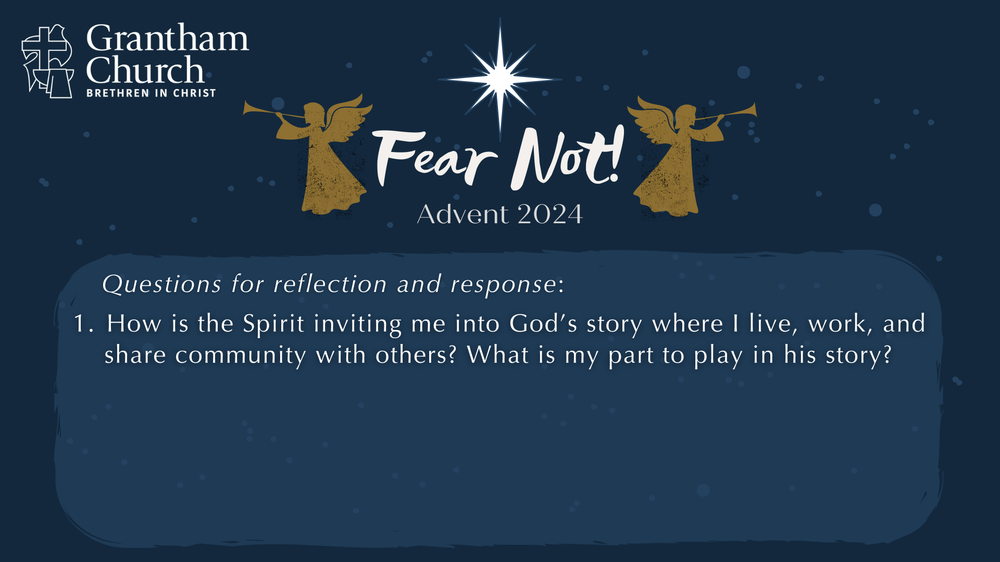 Grantham
Church
BRETHREN IN CHRIST
Fear Not!
Advent 2024
Questions for reflection and response:
1. How is the Spirit inviting me into God’s story where I live, work, and
share community with others? What is my part to play in his story?